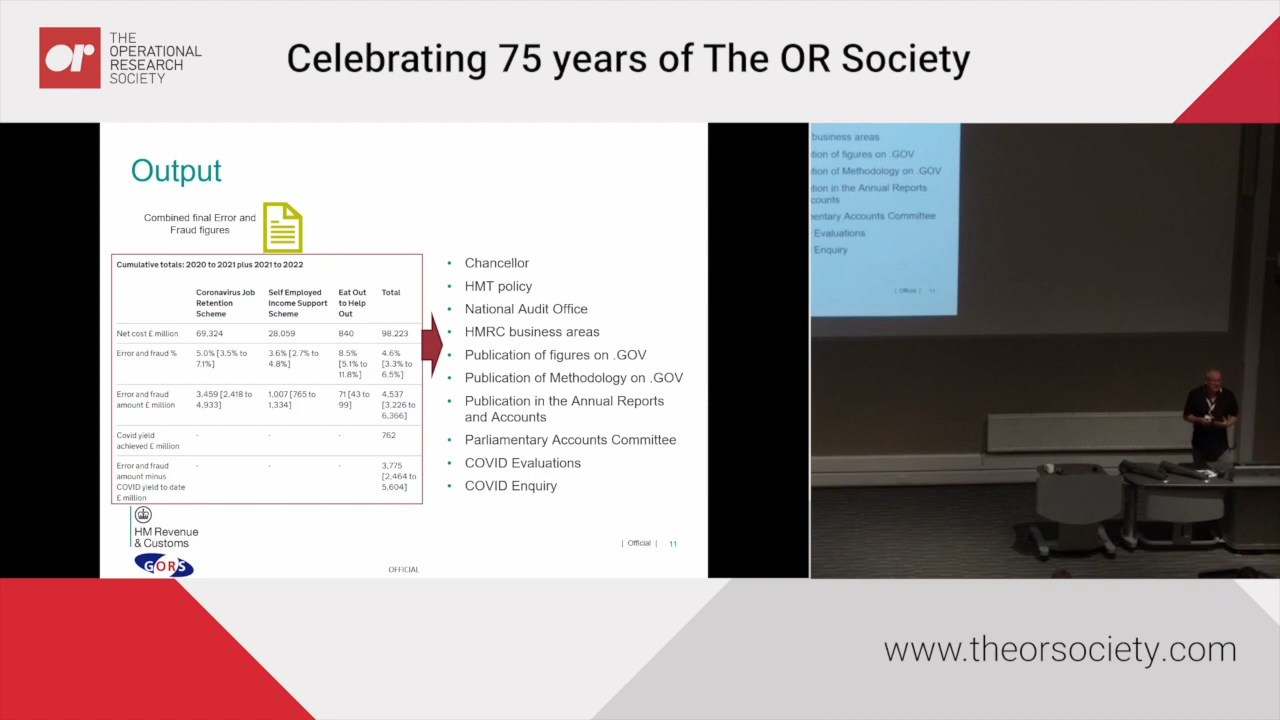 or
THE
OPERATIONAL
RESEARCH
SOCIETY
Celebrating 75 years of The OR Society
Output
Combined final Error and
Fraud figures
Cumulative totals: 2020 to 2021 plus 2021 to 2022
Coronavirus Job
Retention
Scheme
Self Employed
Income Support
Scheme
Eat Out
to Help
Out
Total
Net cost £ million 69,324 28,059 840 98,223
Error and fraud % 5.0% [3.5% to
7.1%]
3.6% [2.7% to
4.8%]
8.5%
[5.1% to
11.8%]
4.6%
[3.3% to
6.5%]
Error and fraud
amount £ million
3,459 [2,418 to
4,933]
1,007 [765 to
1,334]
71 [43 to
99]
4,537
[3,226 to
6,366]
Covid yield
achieved £ million
- - - 762
Error and fraud
amount minus
COVID yield to date
£ million
- - - 3,775
[2,464 to
5,604]
• Chancellor
• HMT policy
• National Audit Office
• HMRC business areas
• Publication of figures on .GOV
• Publication of Methodology on .GOV
• Publication in the Annual Reports
and Accounts
• Parliamentary Accounts Committee
• COVID Evaluations
• COVID Enquiry
HM Revenue
& Customs
GORS
OFFICIAL
| Official | 11
business areas
tion of figures on .GOV
tion of Methodology on .GOV
tion in the Annual Reports
counts
entary Accounts Committee
Evaluations
Enquiry
| Official | 11
www.theorsociety.com